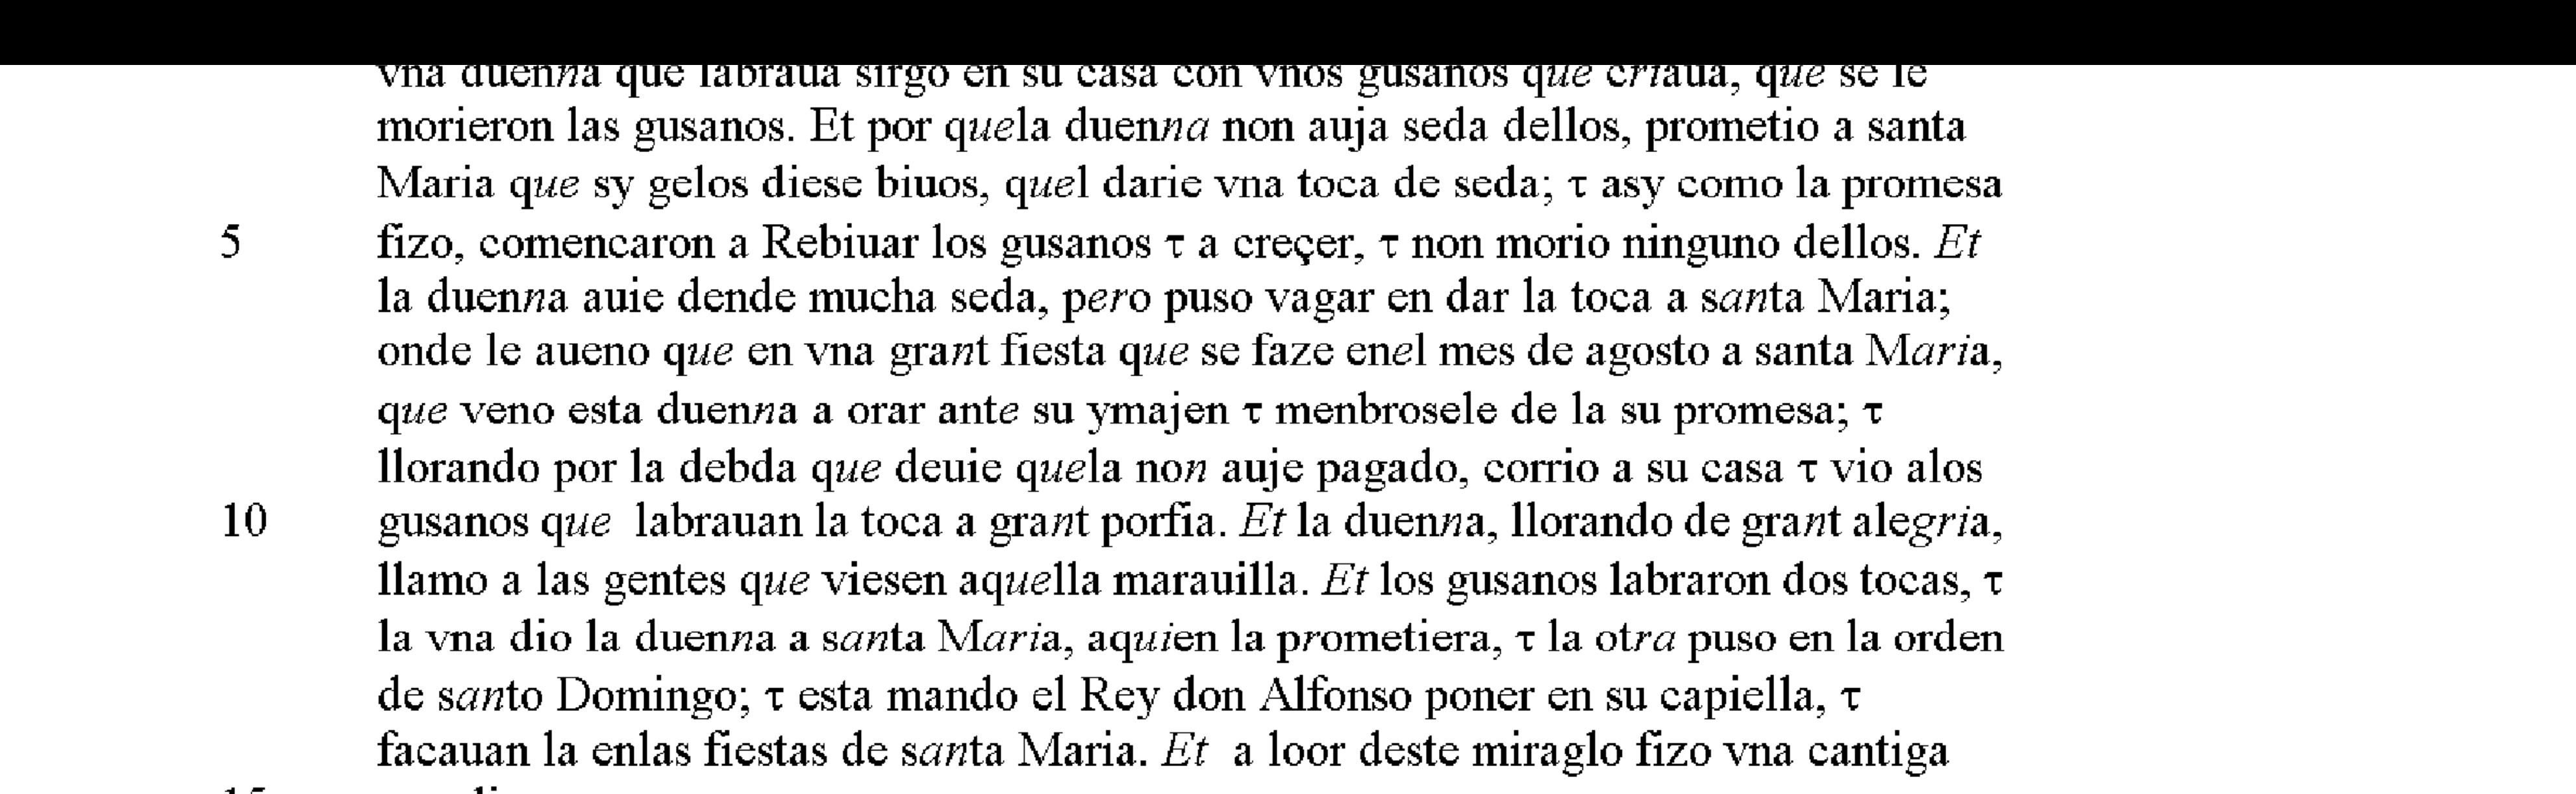 vna duenna que labraua sirgo en su casa con vnos gusanos que criaua, que se le
morieron las gusanos. Et por quela duenna non auja seda dellos, prometio a santa
Maria que sy gelos diese biuos, quel darie vna toca de seda; τ asy como la promesa
5 fizo, comencaron a Rebiuar los gusanos τ a creçer, τ non morio ninguno dellos. Et
la duenna auie dende mucha seda, pero puso vagar en dar la toca a santa Maria;
onde le aueno que en vna grant fiesta que se faze enel mes de agosto a santa Maria,
que veno esta duenna a orar ante su ymajen τ menbrosele de la su promesa; τ
llorando por la debda que deuie quela non auje pagado, corrio a su casa τ vio alos
10 gusanos que labrauan la toca a grant porfia. Et la duenna, llorando de grant alegria,
llamo a las gentes que viesen aquella marauilla. Et los gusanos labraron dos tocas, τ
la vna dio la duenna a santa Maria, aquien la prometiera, τ la otra puso en la orden
de santo Domingo; τ esta mando el Rey don Alfonso poner en su capiella, τ
facauan la enlas fiestas de santa Maria. Et a loor deste miraglo fizo vna cantiga